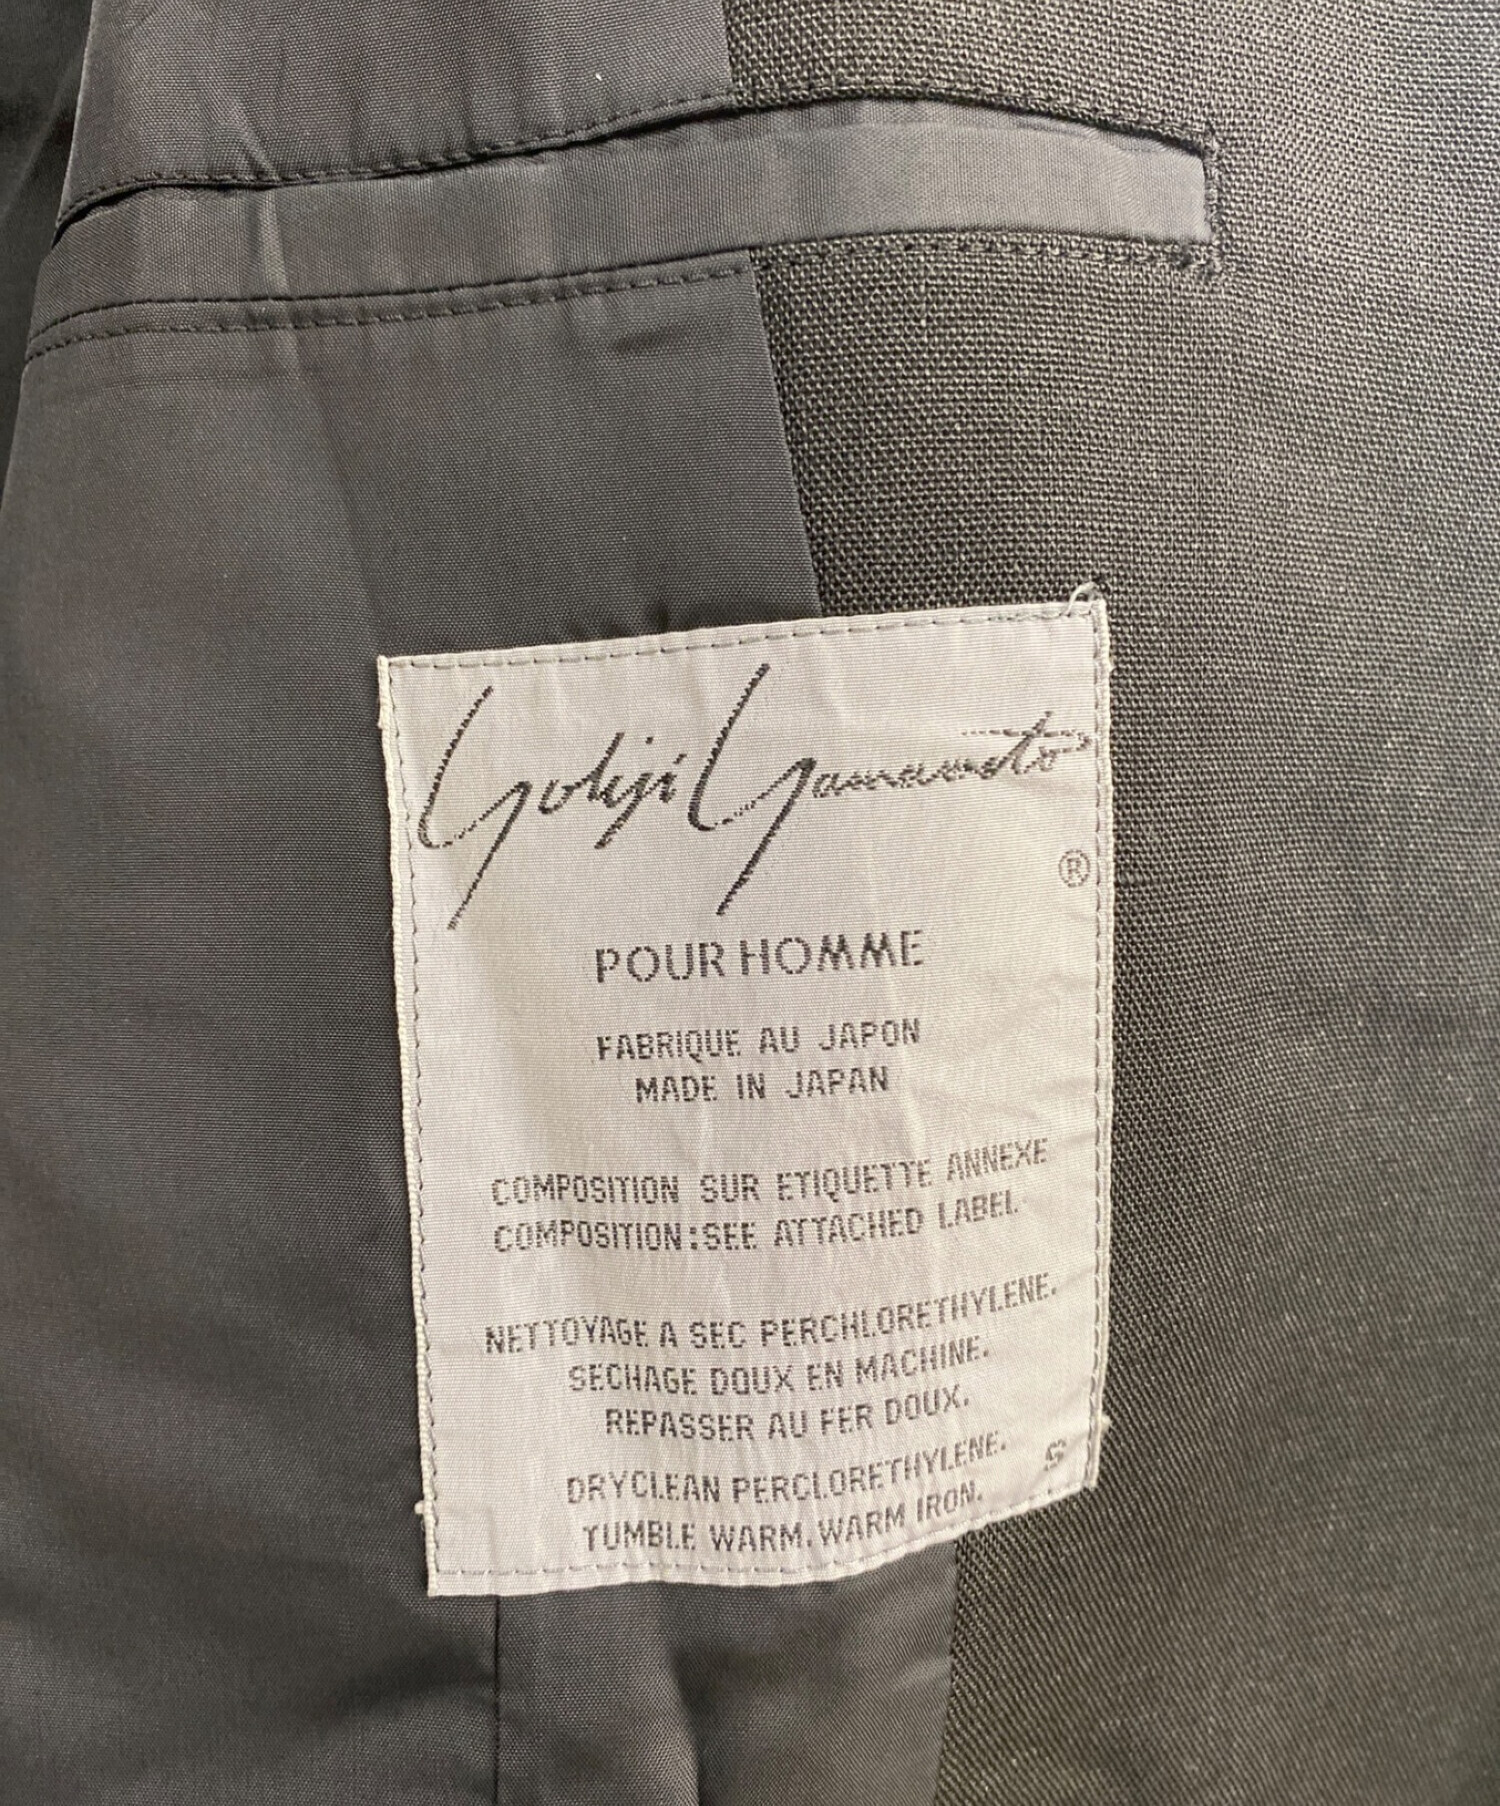 Yohji Yamamoto
®
POUR HOMME
FABRIQUE AU JAPON
MADE IN JAPAN
COMPOSITION SUR ETIQUETTE ANNEXE
COMPOSITION:SEE ATTACHED LABEL
NETTOYAGE A SEC PERCHLORETHYLENE.
SECHAGE DOUX EN MACHINE.
REPASSER AU FER DOUX.
DRYCLEAN PERCLORETHYLENE.
TUMBLE WARM. WARM IRON.
S